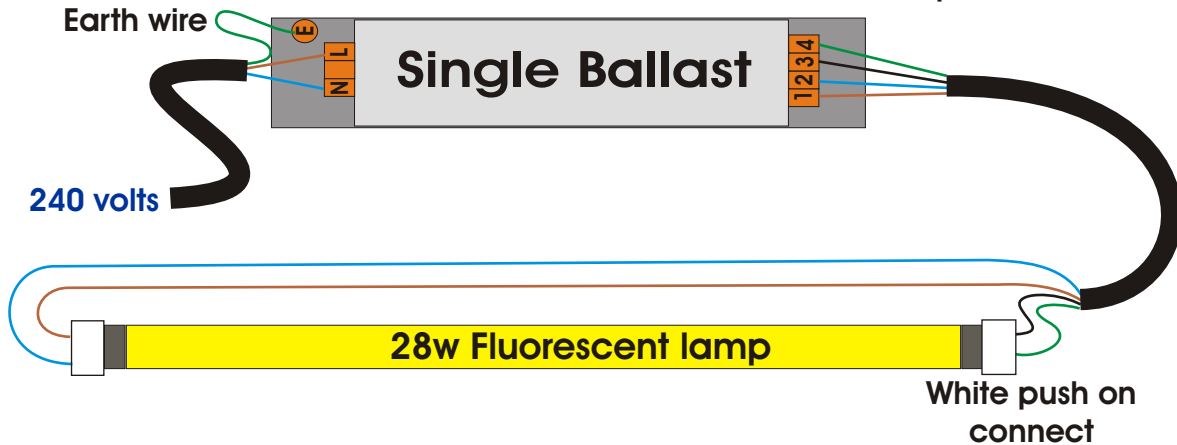 Earth wire
E
L
N
Single Ballast
4
3
2
1
240 volts
28w Fluorescent lamp
White push on
connect